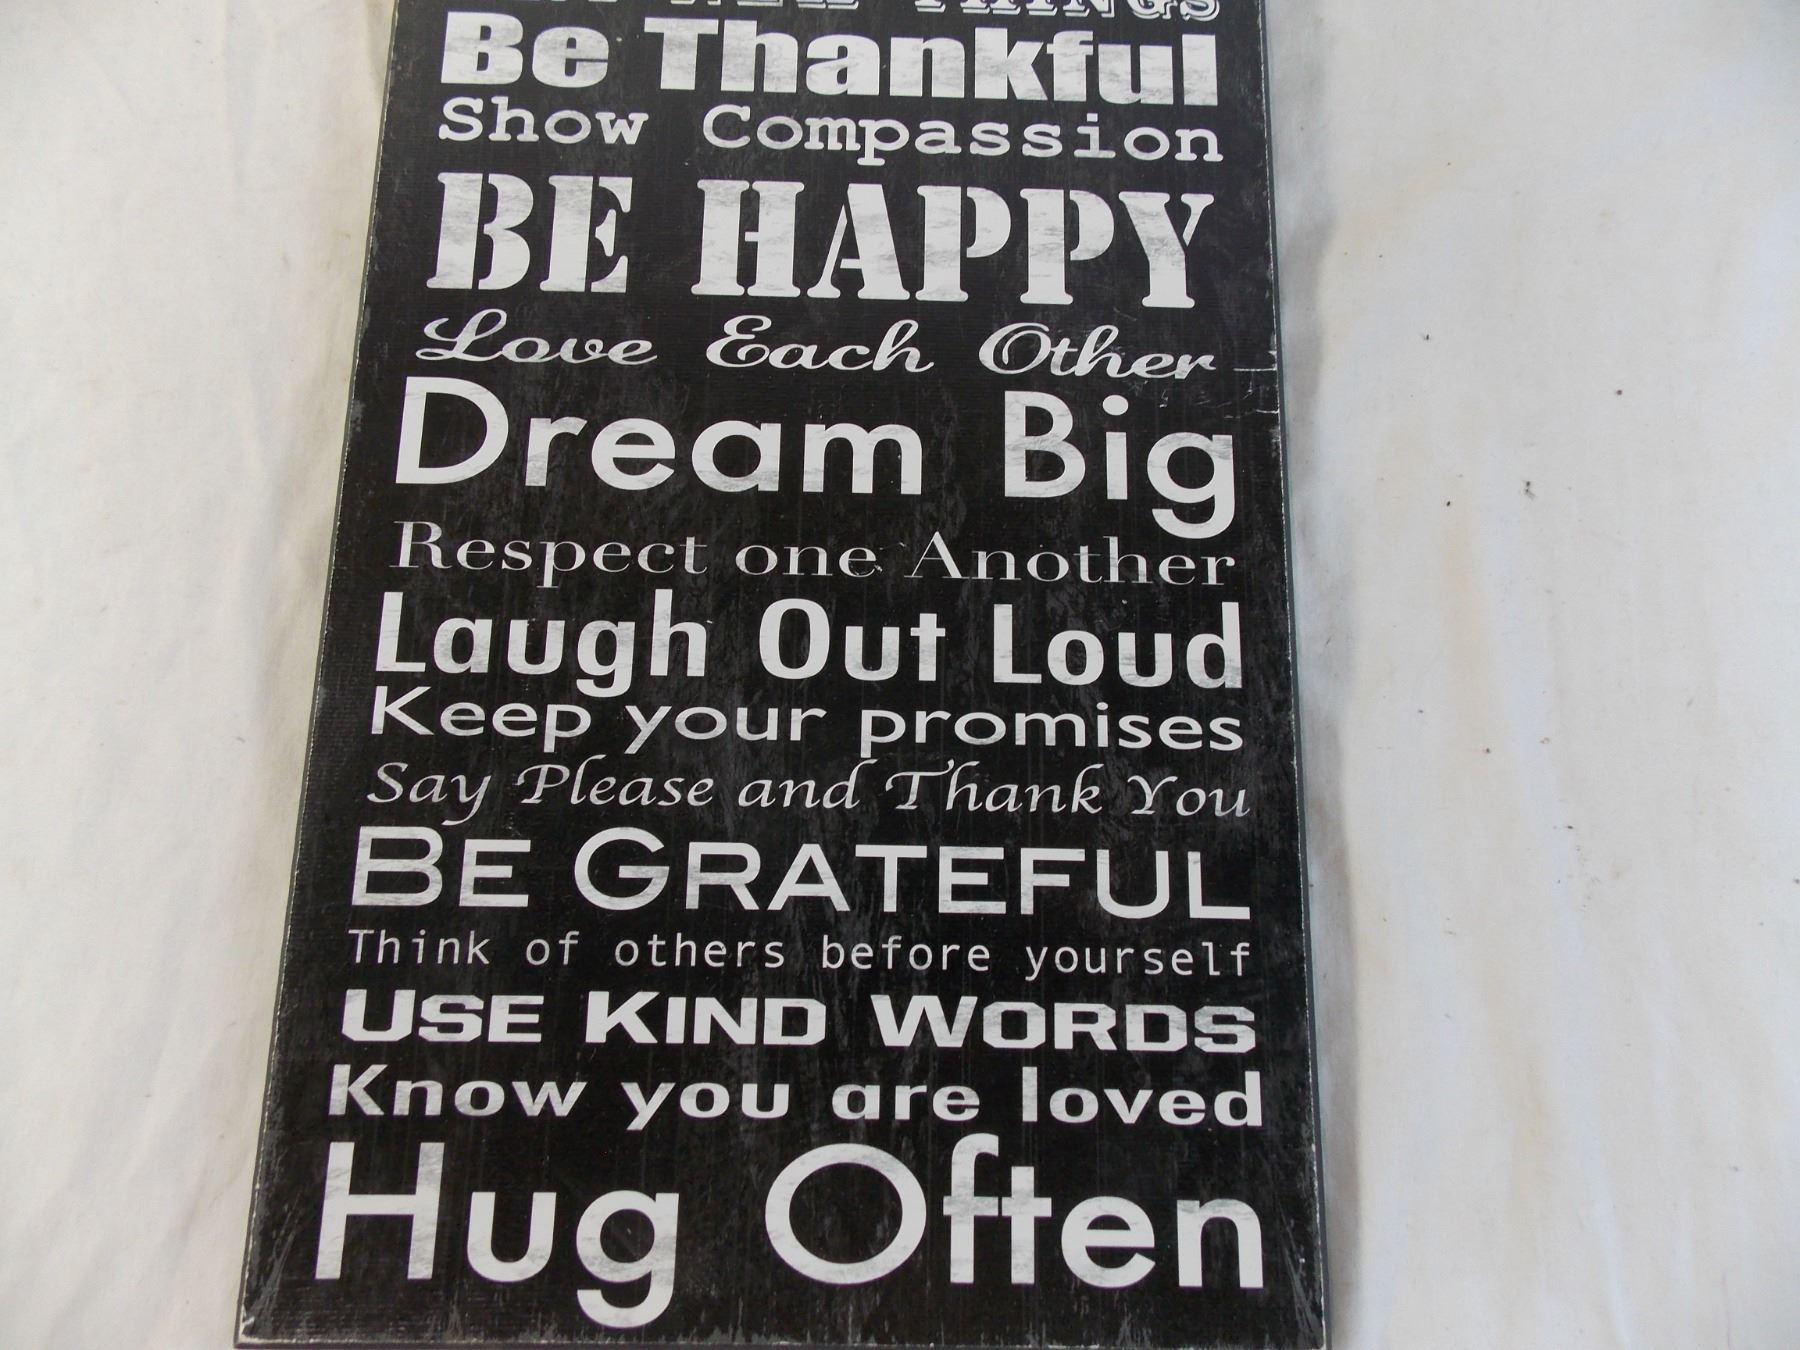 THINGS
Be Thankful
Show Compassion
BE HAPPY
Love Each Other
Dream Big
Respect one Another
Laugh Out Loud
Keep your promises
Say Please and Thank You
BE GRATEFUL
Think of others before yourself
USE KIND WORDS
Know you are loved
Hug Often